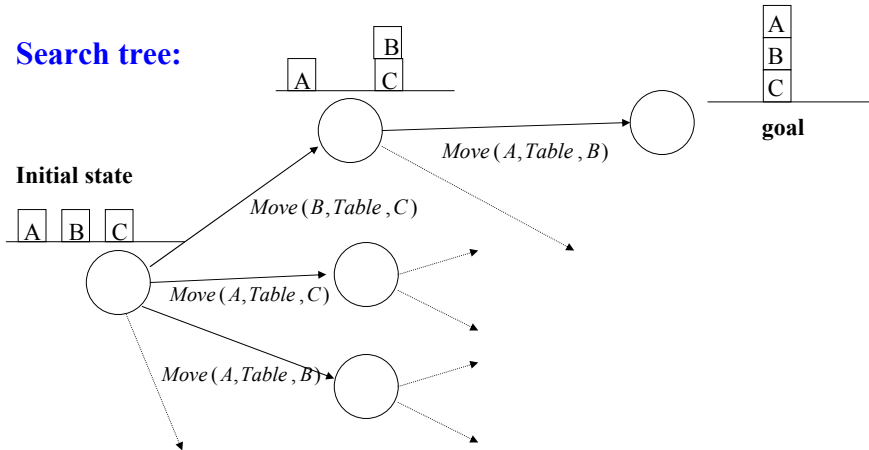 Search tree:
A
B
C
A
B
C
goal
Move(A,Table,B)
Initial state
A B C
Move(B,Table,C)
Move(A,Table,C)
Move(A,Table,B)